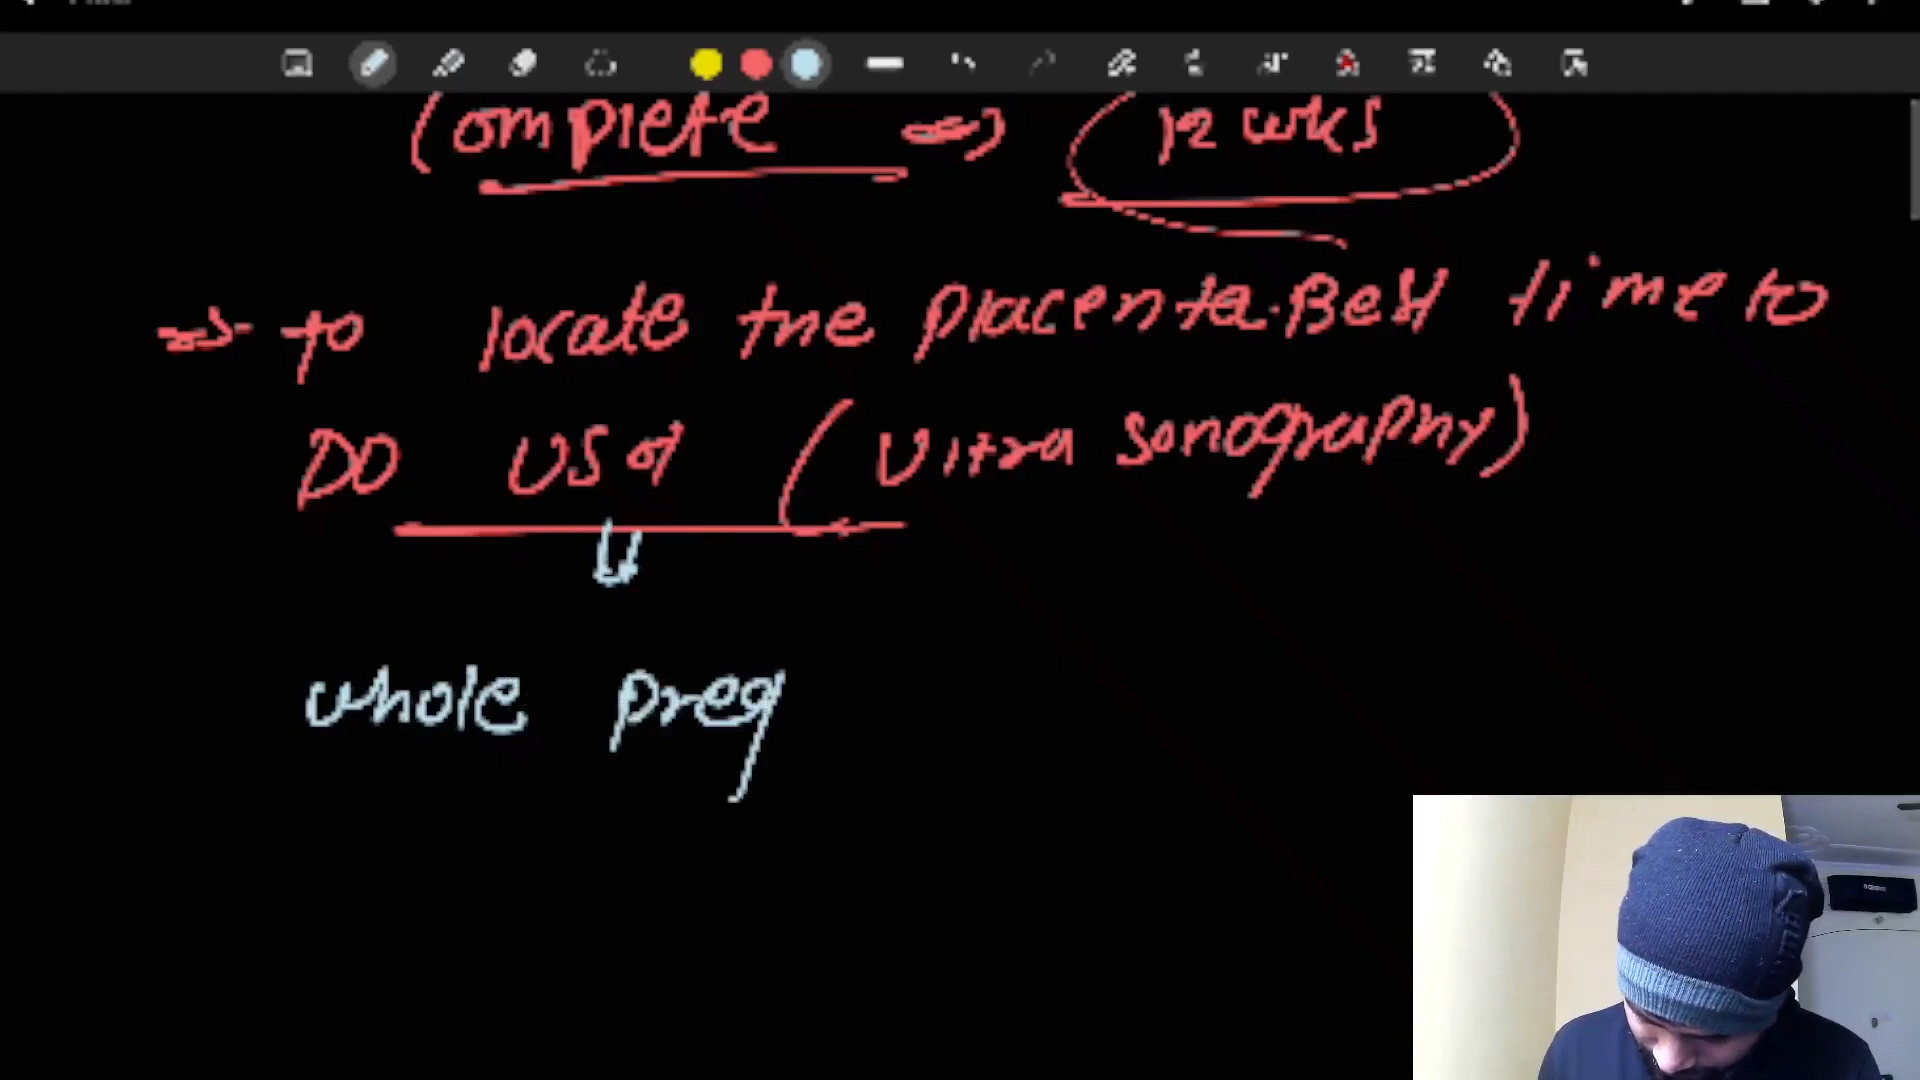 Complete => 12 wks
=> to locate the placenta. Best time to
DO USG (Ultra sonography)
whole preg